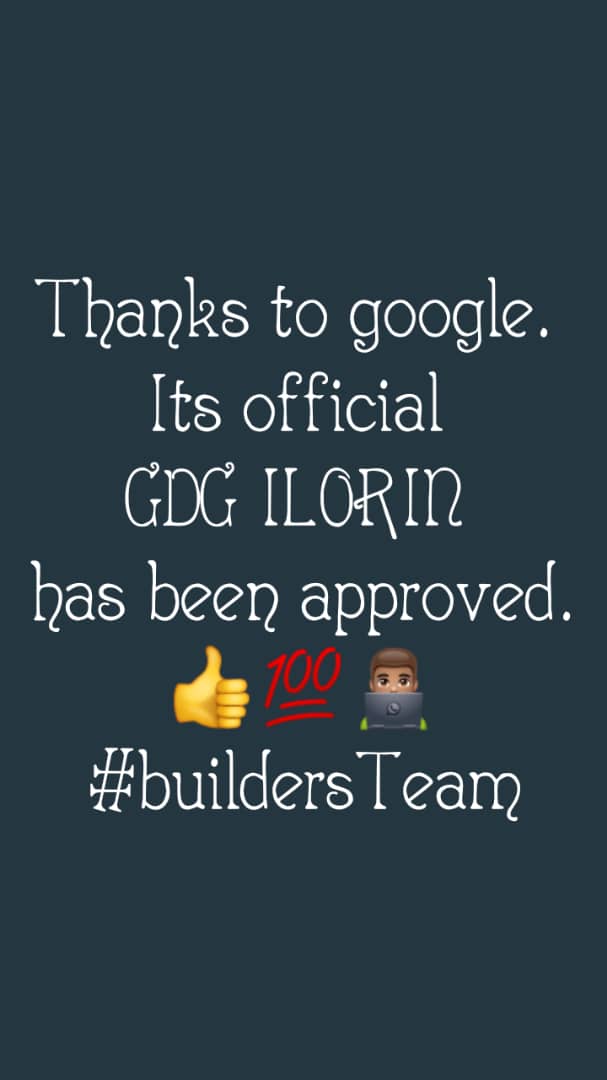 Thanks to google.
Its official
GDG ILORIN
has been approved.
👍💯👨🏽‍💻
#buildersTeam